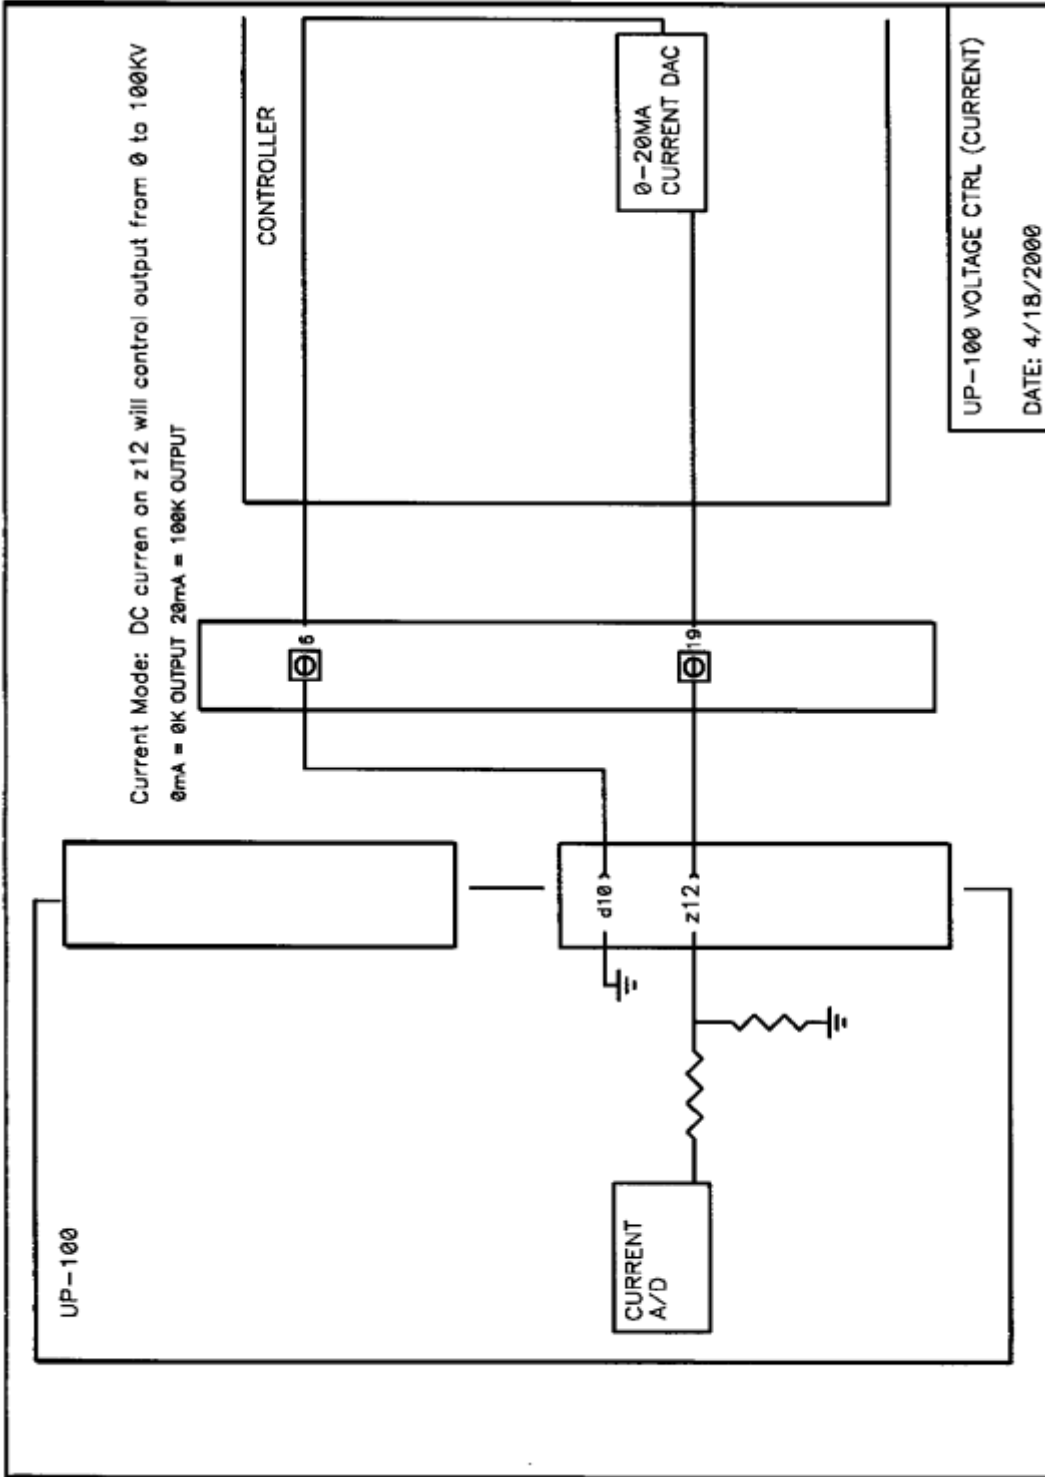 Current Mode: DC curren on z12 will control output from 0 to 100KV
0mA = 0K OUTPUT 20mA = 100K OUTPUT
UP-100
CONTROLLER
6
d10
z12
19
CURRENT
A/D
0-20MA
CURRENT DAC
UP-100 VOLTAGE CTRL (CURRENT)
DATE: 4/18/2000